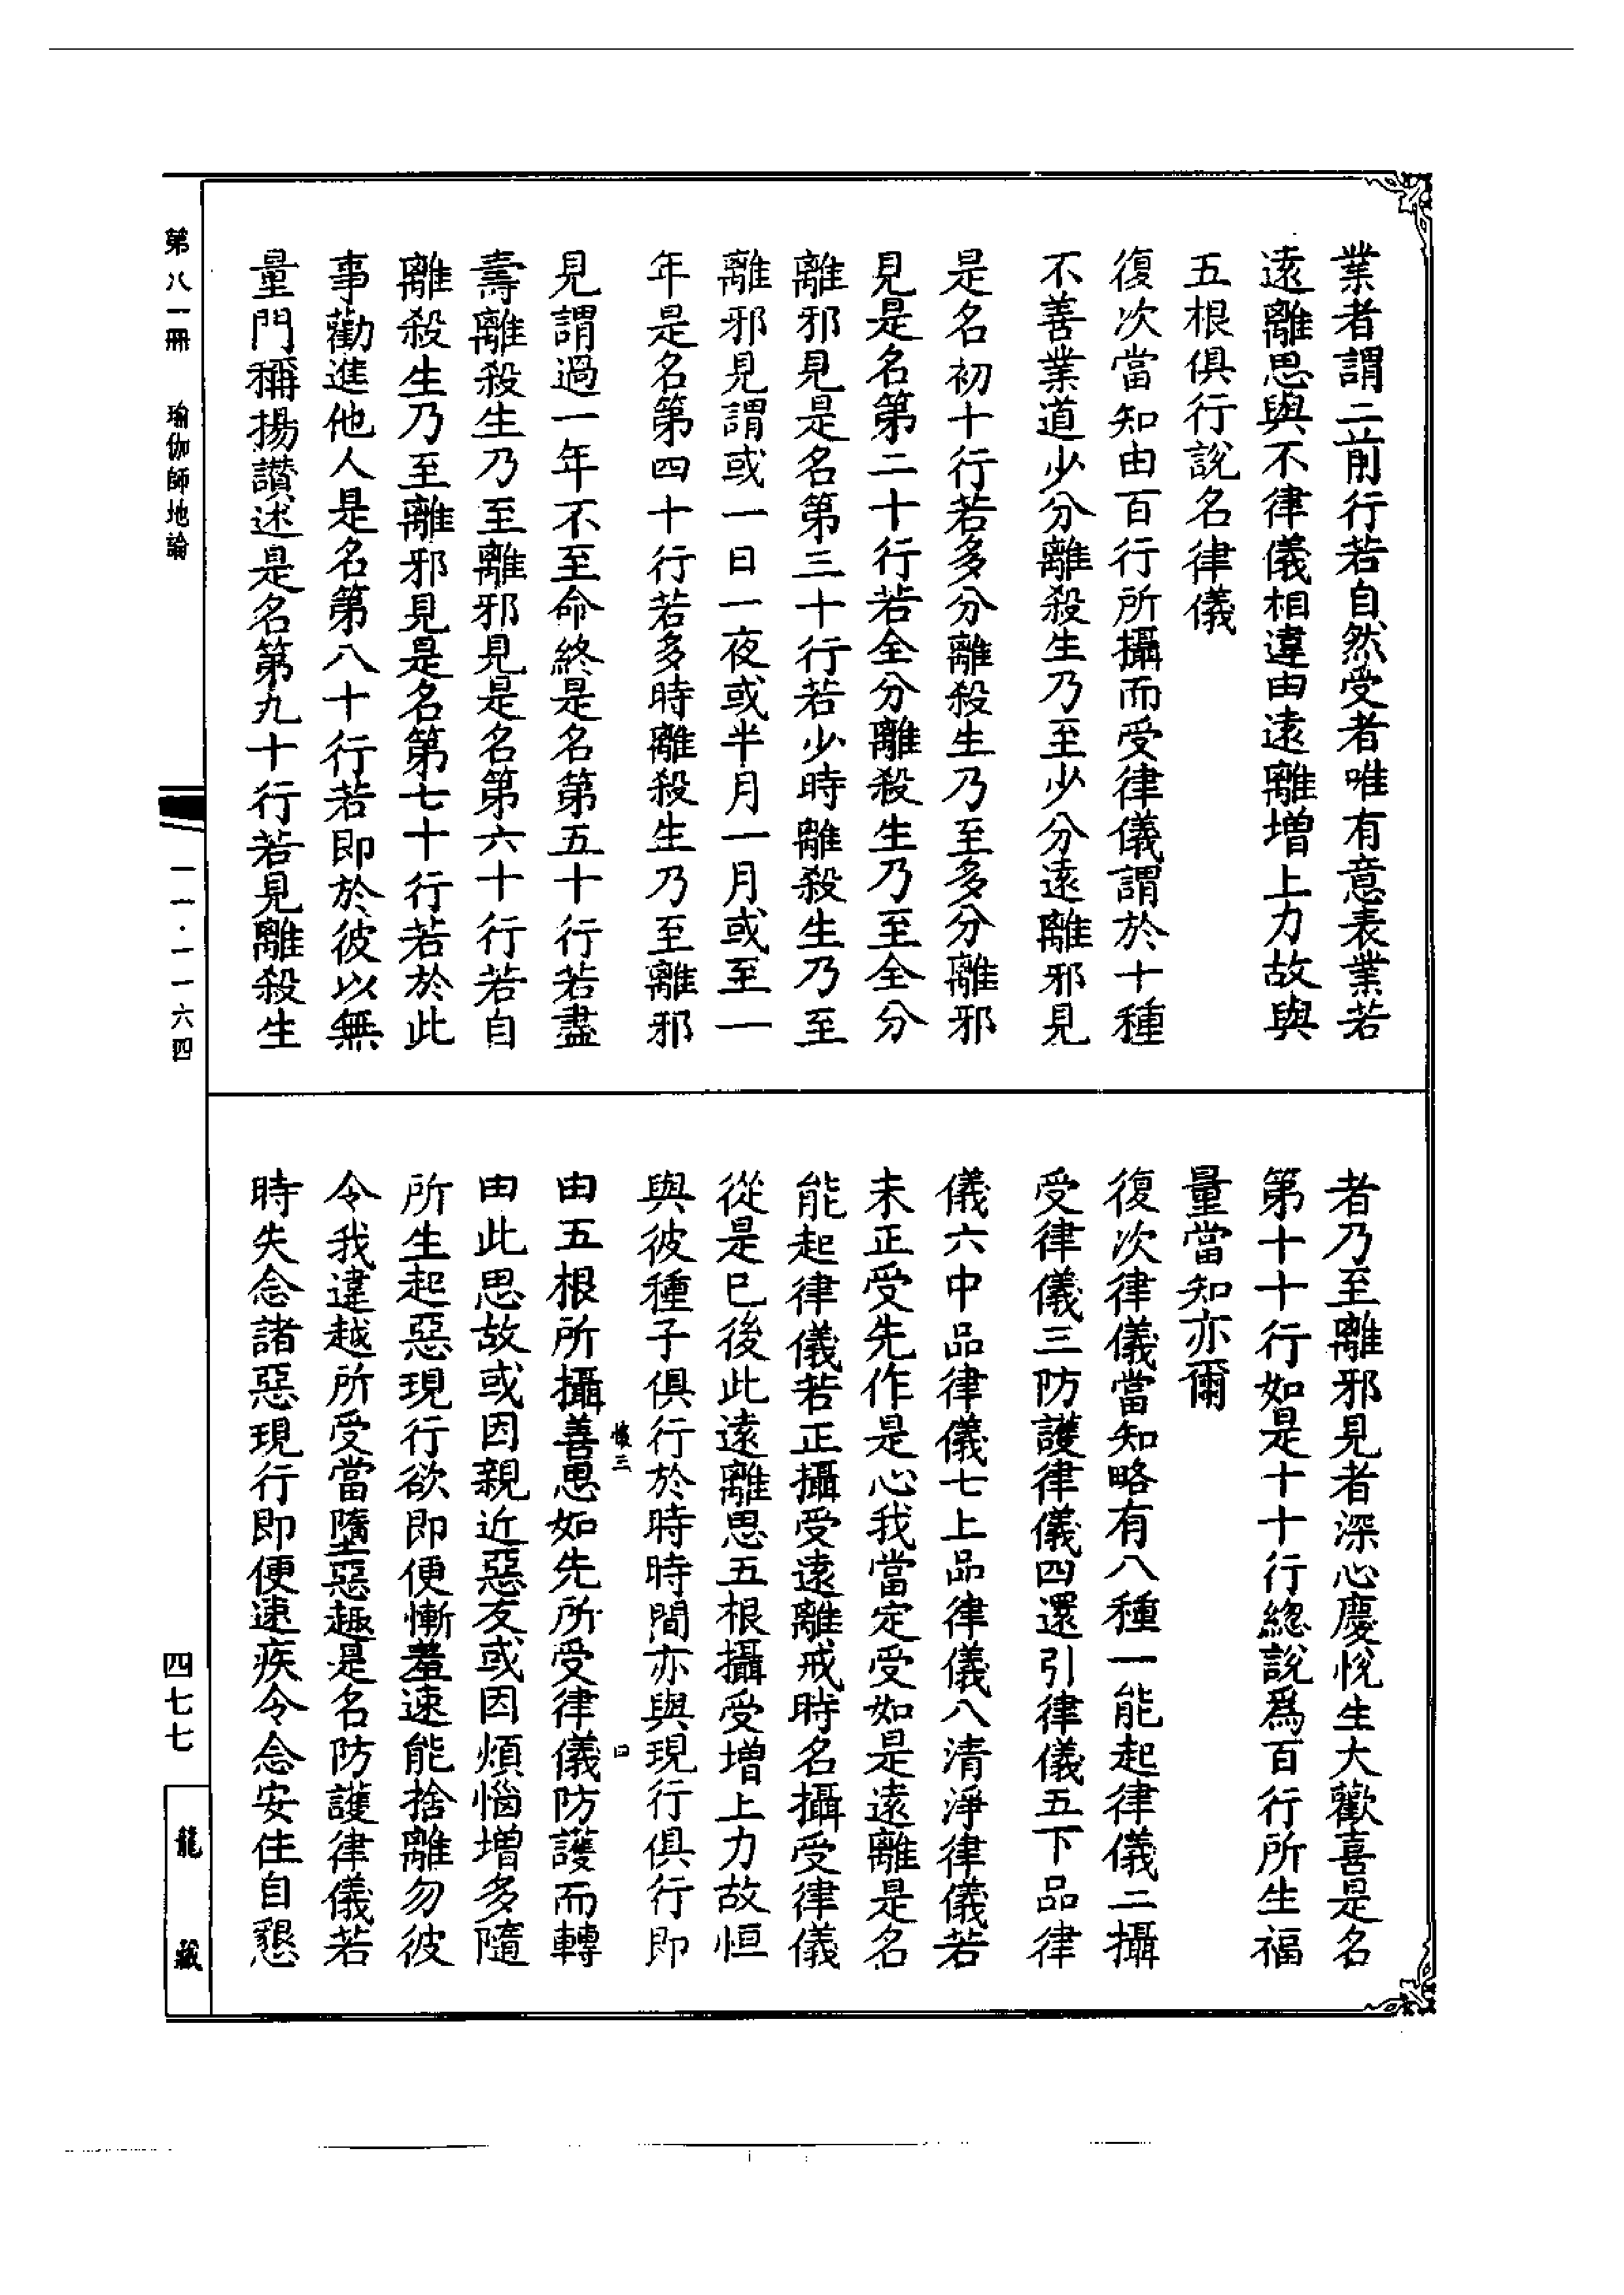 業者謂二前行若自然受者唯有意表業若
遠離思與不律儀相違由遠離增上力故與
五根俱行說名律儀
復次當知由百行所攝而受律儀謂於十種
不善業道少分離殺生乃至少分遠離邪見
是名初十行若多分離殺生乃至多分離邪
見是名第二十行若全分離殺生乃至全分
離邪見是名第三十行若少時離殺生乃至
離邪見謂或一日一夜或半月一月或至一
年是名第四十行若多時離殺生乃至離邪
見謂過一年不至命終是名第五十行若盡
壽離殺生乃至離邪見是名第六十行若自
離殺生乃至離邪見是名第七十行若於此
事勸進他人是名第八十行若即於彼以無
量門稱揚讚述是名第九十行若見離殺生
者乃至離邪見者深心慶悅生大歡喜是名
第十十行如是十十行總說爲百行所生福
量當知亦爾
復次律儀當知略有八種一能起律儀二攝
受律儀三防護律儀四還引律儀五下品律
儀六中品律儀七上品律儀八清淨律儀若
未正受先作是心我當定受如是遠離是名
能起律儀若正攝受遠離戒時名攝受律儀
從是已後此遠離思五根攝受增上力故恒
與彼種子俱行於時時間亦與現行俱行即
懷三
曰
由五根所攝善思如先所受律儀防護而轉
由此思故或因親近惡友或因煩惱增多隨
所生起惡現行欲即便慚羞速能捨離勿彼
令我違越所受當墮惡趣是名防護律儀若
時失念諸惡現行即便速疾令念安住自懇
第八一冊 瑜伽師地論
一一·一一六四
四七七
龍藏